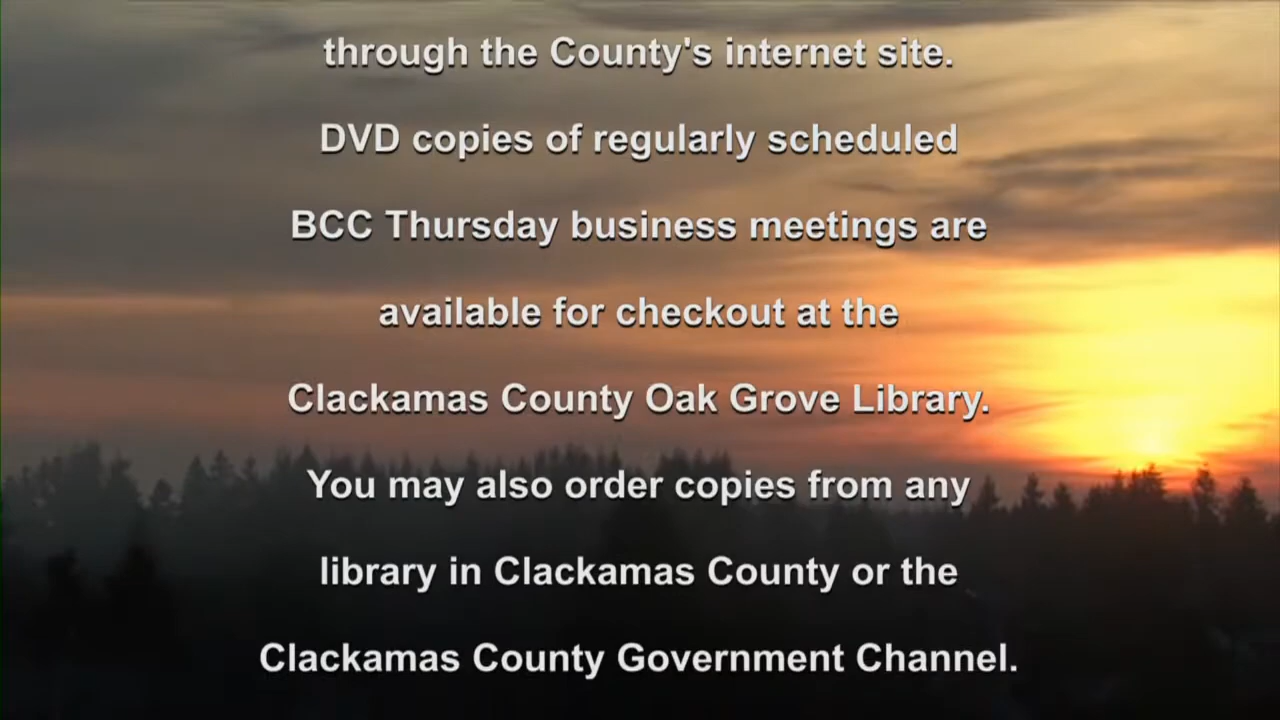 through the County's internet site.
DVD copies of regularly scheduled
BCC Thursday business meetings are
available for checkout at the
Clackamas County Oak Grove Library.
You may also order copies from any
library in Clackamas County or the
Clackamas County Government Channel.